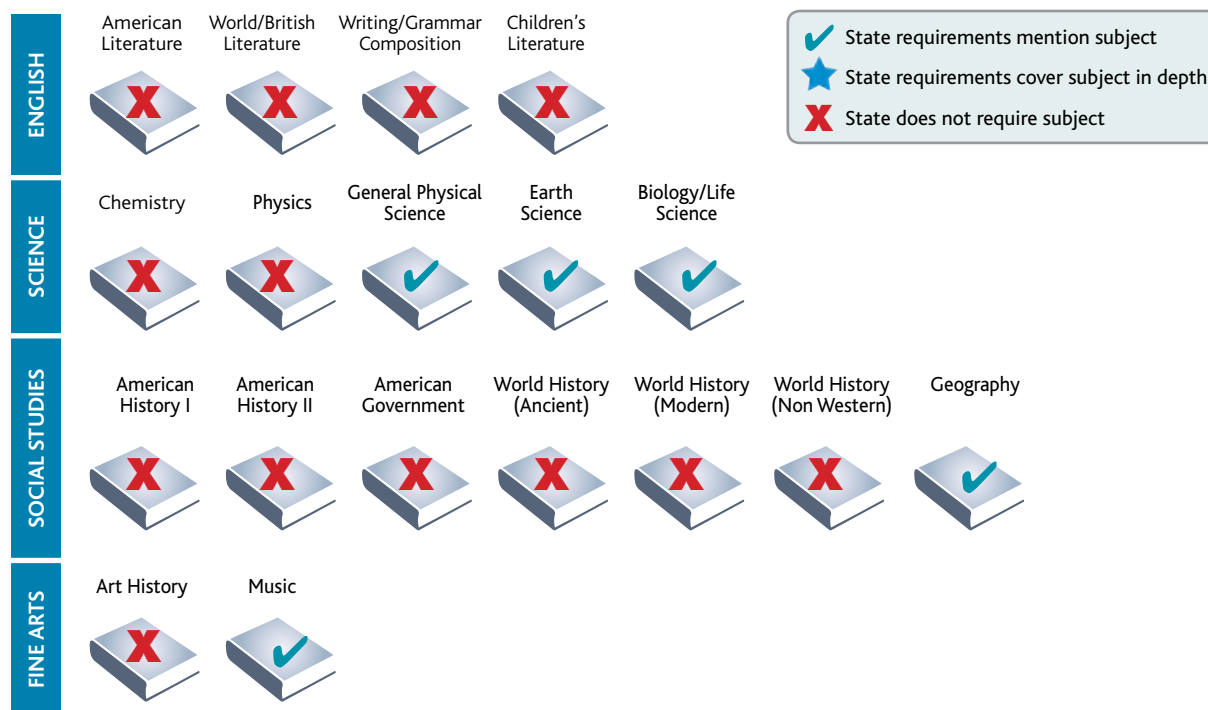 ENGLISH
American
Literature
World/British
Literature
Writing/Grammar
Composition
Children's
Literature
State requirements mention subject
State requirements cover subject in depth
State does not require subject
SCIENCE
Chemistry
Physics
General Physical
Science
Earth
Science
Biology/Life
Science
SOCIAL STUDIES
American
History I
American
History II
American
Government
World History
(Ancient)
World History
(Modern)
World History
(Non Western)
Geography
FINE ARTS
Art History
Music